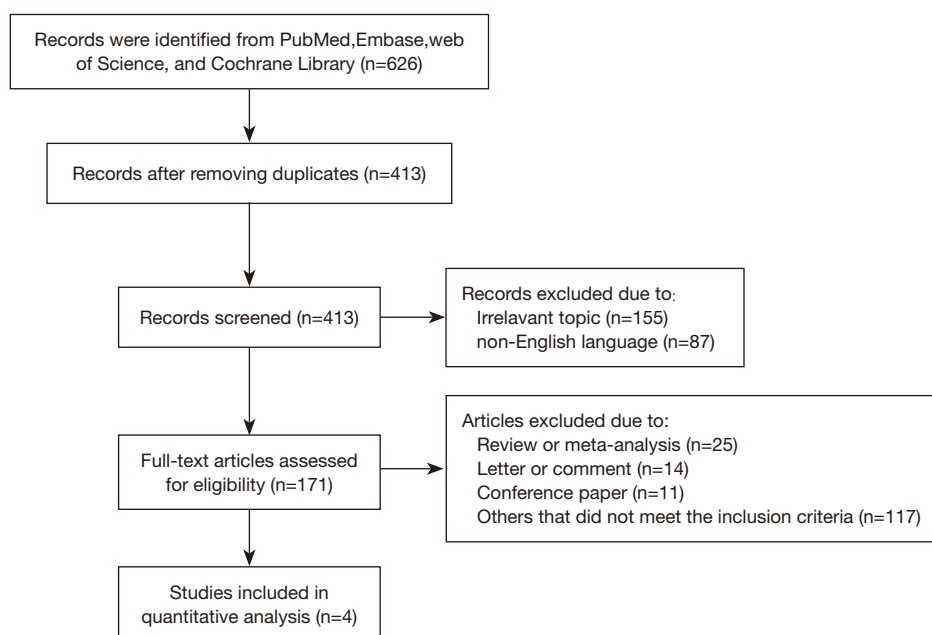 Records were identified from PubMed,Embase,web
of Science, and Cochrane Library (n=626)
Records after removing duplicates (n=413)
Records screened (n=413)
Records excluded due to:
Irrelavant topic (n=155)
non-English language (n=87)
Full-text articles assessed
for eligibility (n=171)
Articles excluded due to:
Review or meta-analysis (n=25)
Letter or comment (n=14)
Conference paper (n=11)
Others that did not meet the inclusion criteria (n=117)
Studies included in
quantitative analysis (n=4)